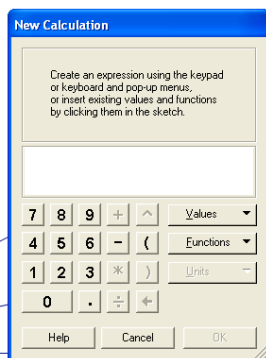 New Calculation
Create an expression using the keypad
or keyboard and pop-up menus,
or insert existing values and functions
by clicking them in the sketch.
7 8 9 + ^ Values
4 5 6 - ( Functions
1 2 3 * ) Units
0 . ÷ ←
Help Cancel OK